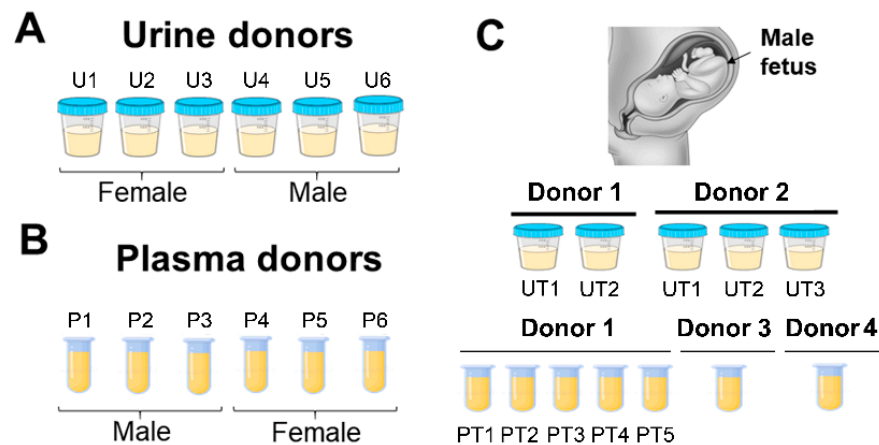 A
Urine donors
U1 U2 U3 U4 U5 U6
Female Male
B
Plasma donors
P1 P2 P3 P4 P5 P6
Male Female
C
Male
fetus
Donor 1 Donor 2
UT1 UT2 UT1 UT2 UT3
Donor 1 Donor 3 Donor 4
PT1 PT2 PT3 PT4 PT5